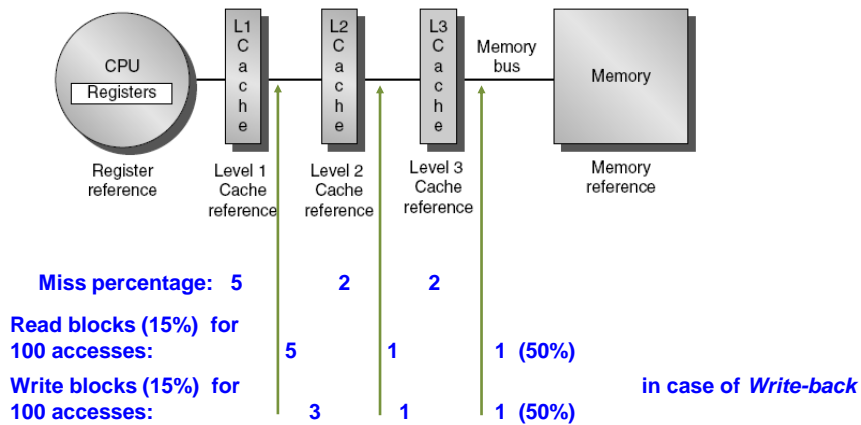 L1
C
a
c
h
e
L2
C
a
c
h
e
L3
C
a
c
h
e
CPU
Registers
Memory
bus
Memory
Register
reference
Level 1
Cache
reference
Level 2
Cache
reference
Level 3
Cache
reference
Memory
reference
Miss percentage: 5 2 2
Read blocks (15%) for
100 accesses: 5 1 1 (50%)
Write blocks (15%) for in case of Write-back
100 accesses: 3 1 1 (50%)